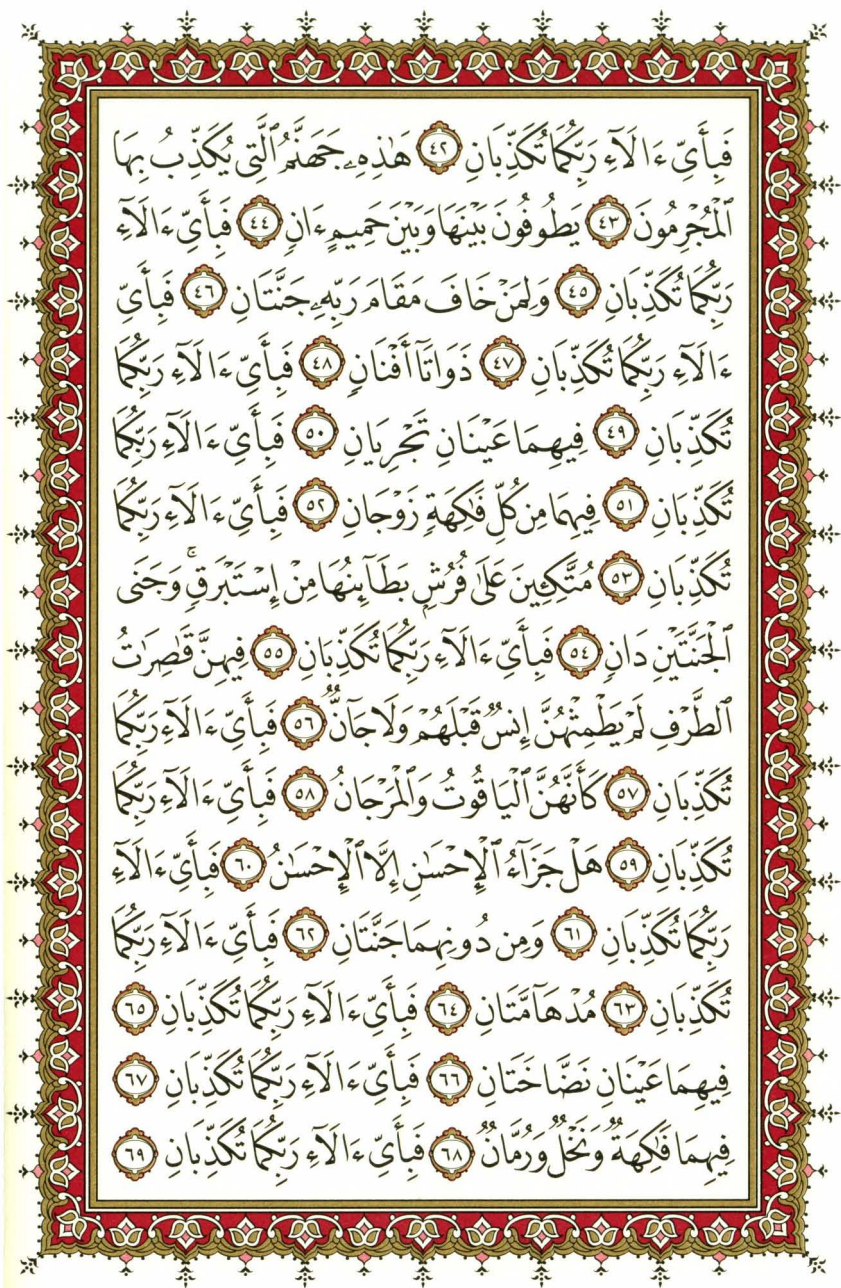 فَبِأَيِّ ءَالَآءِ رَبِّكُمَا تُكَذِّبَانِ ٤٢ هَٰذِهِۦ جَهَنَّمُ ٱلَّتِي يُكَذِّبُ بِهَا
ٱلْمُجْرِمُونَ ٤٣ يَطُوفُونَ بَيْنَهَا وَبَيْنَ حَمِيمٍ ءَانٍ ٤٤ فَبِأَيِّ ءَالَآءِ
رَبِّكُمَا تُكَذِّبَانِ ٤٥ وَلِمَنْ خَافَ مَقَامَ رَبِّهِۦ جَنَّتَانِ ٤٦ فَبِأَيِّ
ءَالَآءِ رَبِّكُمَا تُكَذِّبَانِ ٤٧ ذَوَاتَآ أَفْنَانٍ ٤٨ فَبِأَيِّ ءَالَآءِ رَبِّكُمَا
تُكَذِّبَانِ ٤٩ فِيهِمَا عَيْنَانِ تَجْرِيَانِ ٥٠ فَبِأَيِّ ءَالَآءِ رَبِّكُمَا
تُكَذِّبَانِ ٥١ فِيهِمَا مِن كُلِّ فَٰكِهَةٍ زَوْجَانِ ٥٢ فَبِأَيِّ ءَالَآءِ رَبِّكُمَا
تُكَذِّبَانِ ٥٣ مُتَّكِـِٔينَ عَلَىٰ فُرُشٍۭ بَطَآئِنُهَا مِنْ إِسْتَبْرَقٍۚ وَجَنَى
ٱلْجَنَّتَيْنِ دَانٍ ٥٤ فَبِأَيِّ ءَالَآءِ رَبِّكُمَا تُكَذِّبَانِ ٥٥ فِيهِنَّ قَٰصِرَٰتُ
ٱلطَّرْفِ لَمْ يَطْمِثْهُنَّ إِنسٌ قَبْلَهُمْ وَلَا جَآنٌّ ٥٦ فَبِأَيِّ ءَالَآءِ رَبِّكُمَا
تُكَذِّبَانِ ٥٧ كَأَنَّهُنَّ ٱلْيَاقُوتُ وَٱلْمَرْجَانُ ٥٨ فَبِأَيِّ ءَالَآءِ رَبِّكُمَا
تُكَذِّبَانِ ٥٩ هَلْ جَزَآءُ ٱلْإِحْسَٰنِ إِلَّا ٱلْإِحْسَٰنُ ٦٠ فَبِأَيِّ ءَالَآءِ
رَبِّكُمَا تُكَذِّبَانِ ٦١ وَمِن دُونِهِمَا جَنَّتَانِ ٦٢ فَبِأَيِّ ءَالَآءِ رَبِّكُمَا
تُكَذِّبَانِ ٦٣ مُدْهَآمَّتَانِ ٦٤ فَبِأَيِّ ءَالَآءِ رَبِّكُمَا تُكَذِّبَانِ ٦٥
فِيهِمَا عَيْنَانِ نَضَّاخَتَانِ ٦٦ فَبِأَيِّ ءَالَآءِ رَبِّكُمَا تُكَذِّبَانِ ٦٧
فِيهِمَا فَٰكِهَةٌ وَنَخْلٌ وَرُمَّانٌ ٦٨ فَبِأَيِّ ءَالَآءِ رَبِّكُمَا تُكَذِّبَانِ ٦٩